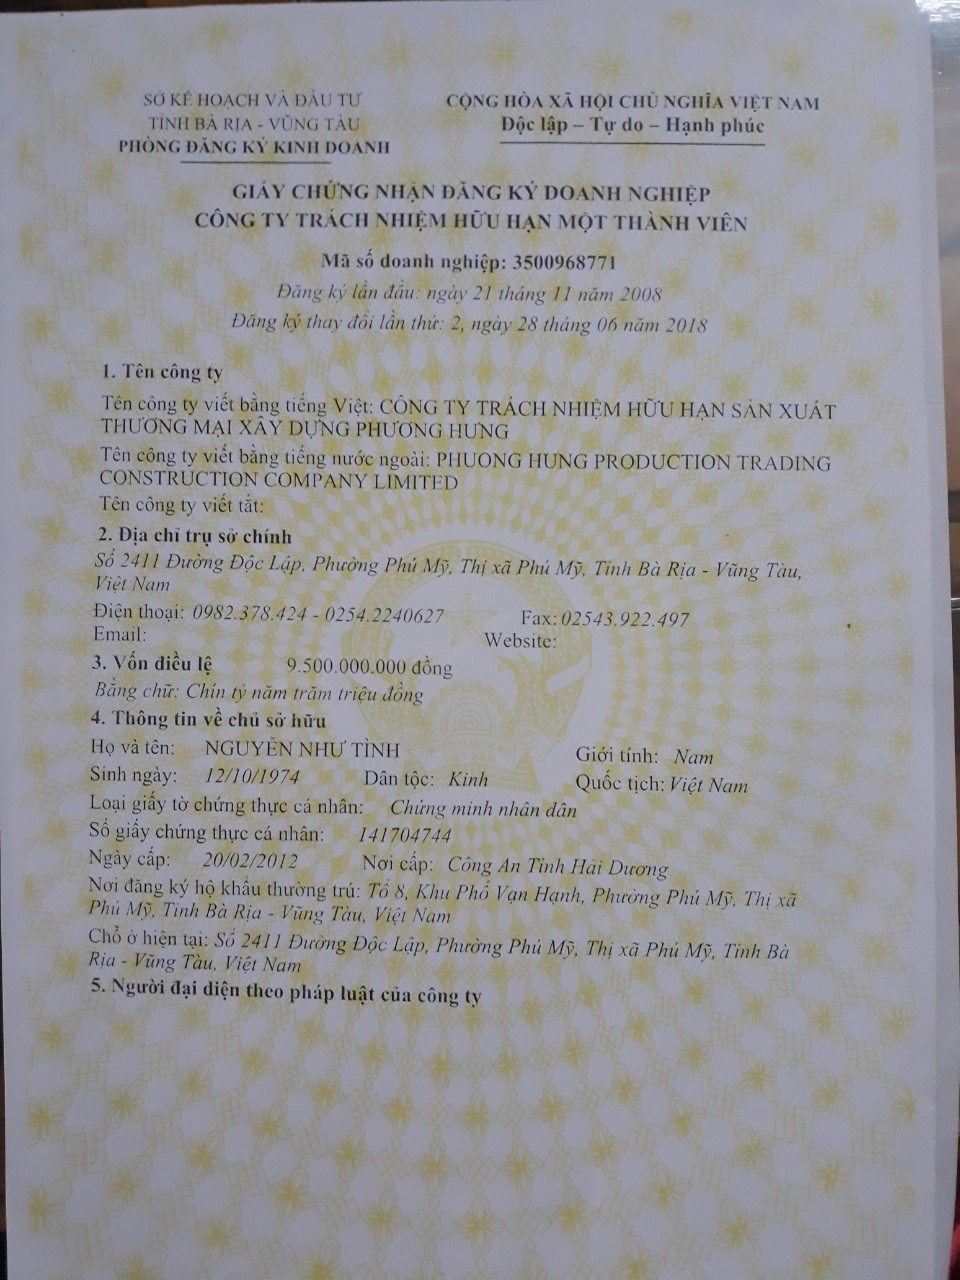 SỞ KẾ HOẠCH VÀ ĐẦU TƯ
TỈNH BÀ RỊA - VŨNG TÀU
PHÒNG ĐĂNG KÝ KINH DOANH
CỘNG HÒA XÃ HỘI CHỦ NGHĨA VIỆT NAM
Độc lập – Tự do – Hạnh phúc
GIẤY CHỨNG NHẬN ĐĂNG KÝ DOANH NGHIỆP
CÔNG TY TRÁCH NHIỆM HỮU HẠN MỘT THÀNH VIÊN
Mã số doanh nghiệp: 3500968771
Đăng ký lần đầu: ngày 21 tháng 11 năm 2008
Đăng ký thay đổi lần thứ: 2, ngày 28 tháng 06 năm 2018
1. Tên công ty
Tên công ty viết bằng tiếng Việt: CÔNG TY TRÁCH NHIỆM HỮU HẠN SẢN XUẤT
THƯƠNG MẠI XÂY DỰNG PHƯƠNG HƯNG
Tên công ty viết bằng tiếng nước ngoài: PHUONG HUNG PRODUCTION TRADING
CONSTRUCTION COMPANY LIMITED
Tên công ty viết tắt:
2. Địa chỉ trụ sở chính
Số 2411 Đường Độc Lập, Phường Phú Mỹ, Thị xã Phú Mỹ, Tỉnh Bà Rịa - Vũng Tàu,
Việt Nam
Điện thoại: 0982.378.424 - 0254.2240627 Fax: 02543.922.497
Email: Website:
3. Vốn điều lệ 9.500.000.000 đồng
Bằng chữ: Chín tỷ năm trăm triệu đồng
4. Thông tin về chủ sở hữu
Họ và tên: NGUYỄN NHƯ TÌNH Giới tính: Nam
Sinh ngày: 12/10/1974 Dân tộc: Kinh Quốc tịch: Việt Nam
Loại giấy tờ chứng thực cá nhân: Chứng minh nhân dân
Số giấy chứng thực cá nhân: 141704744
Ngày cấp: 20/02/2012 Nơi cấp: Công An Tỉnh Hải Dương
Nơi đăng ký hộ khẩu thường trú: Tổ 8, Khu Phố Vạn Hạnh, Phường Phú Mỹ, Thị xã
Phú Mỹ, Tỉnh Bà Rịa - Vũng Tàu, Việt Nam
Chỗ ở hiện tại: Số 2411 Đường Độc Lập, Phường Phú Mỹ, Thị xã Phú Mỹ, Tỉnh Bà
Rịa - Vũng Tàu, Việt Nam
5. Người đại diện theo pháp luật của công ty